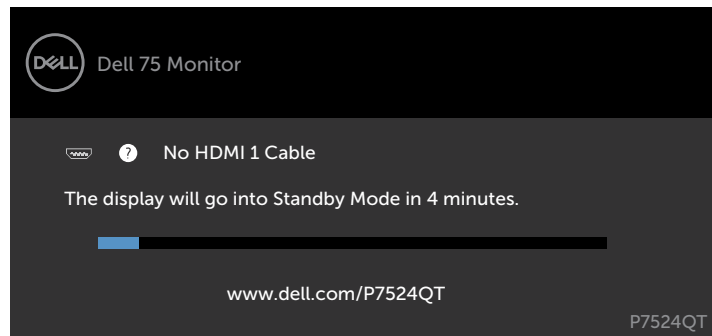 DELL Dell 75 Monitor
? No HDMI 1 Cable
The display will go into Standby Mode in 4 minutes.
www.dell.com/P7524QT
P7524QT